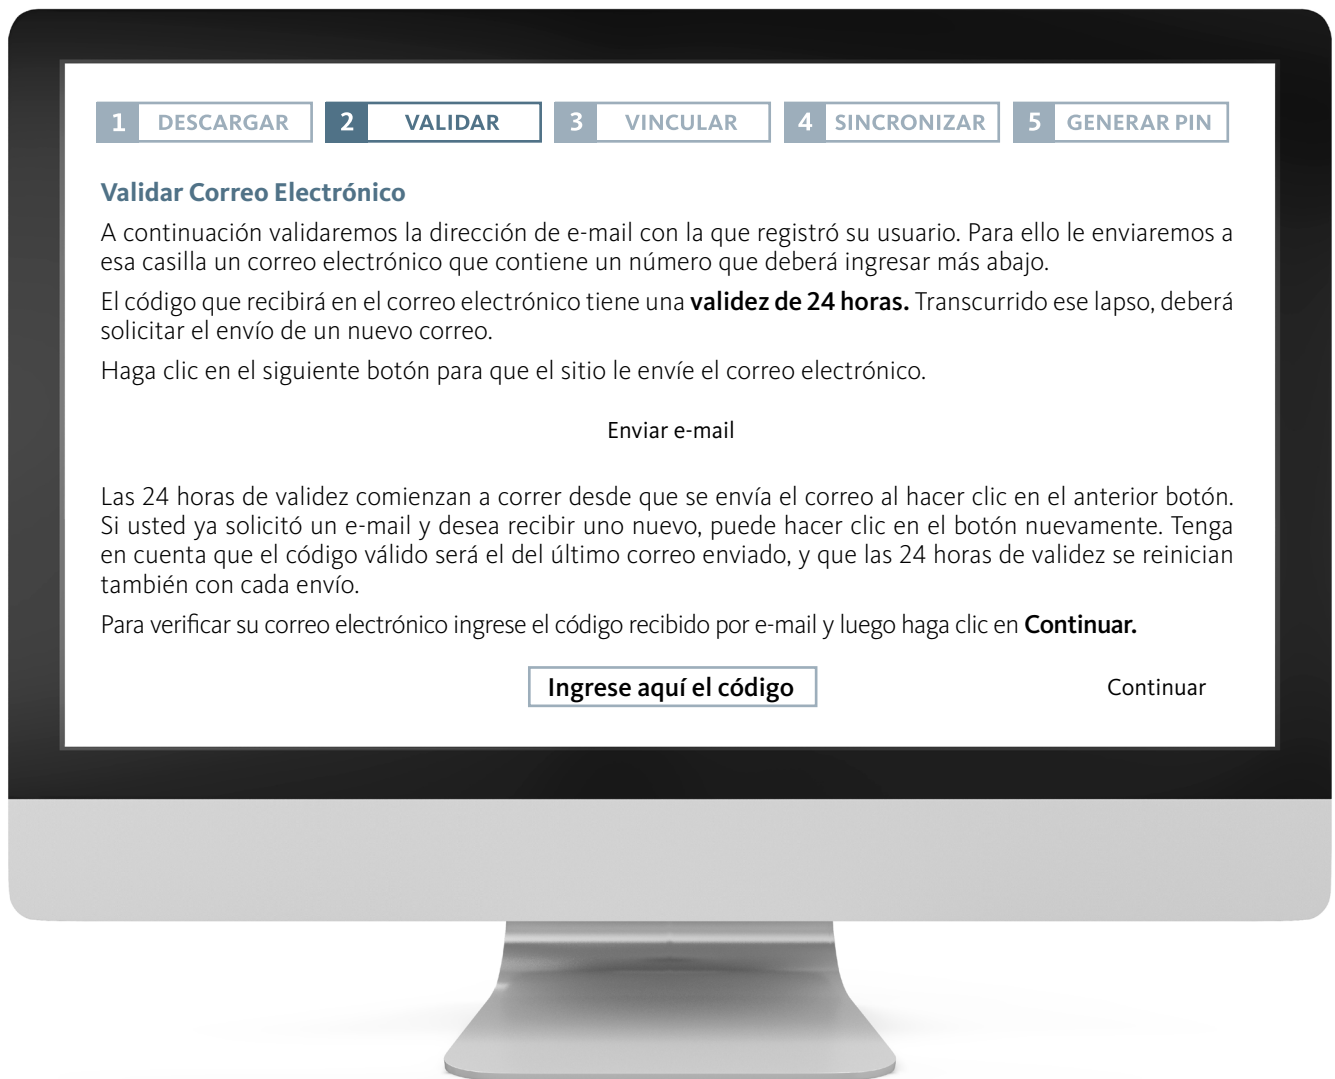 1 DESCARGAR 2 VALIDAR 3 VINCULAR 4 SINCRONIZAR 5 GENERAR PIN
Validar Correo Electrónico
A continuación validaremos la dirección de e-mail con la que registró su usuario. Para ello le enviaremos a
esa casilla un correo electrónico que contiene un número que deberá ingresar más abajo.
El código que recibirá en el correo electrónico tiene una validez de 24 horas. Transcurrido ese lapso, deberá
solicitar el envío de un nuevo correo.
Haga clic en el siguiente botón para que el sitio le envíe el correo electrónico.
Enviar e-mail
Las 24 horas de validez comienzan a correr desde que se envía el correo al hacer clic en el anterior botón.
Si usted ya solicitó un e-mail y desea recibir uno nuevo, puede hacer clic en el botón nuevamente. Tenga
en cuenta que el código válido será el del último correo enviado, y que las 24 horas de validez se reinician
también con cada envío.
Para verificar su correo electrónico ingrese el código recibido por e-mail y luego haga clic en Continuar.
Ingrese aquí el código Continuar